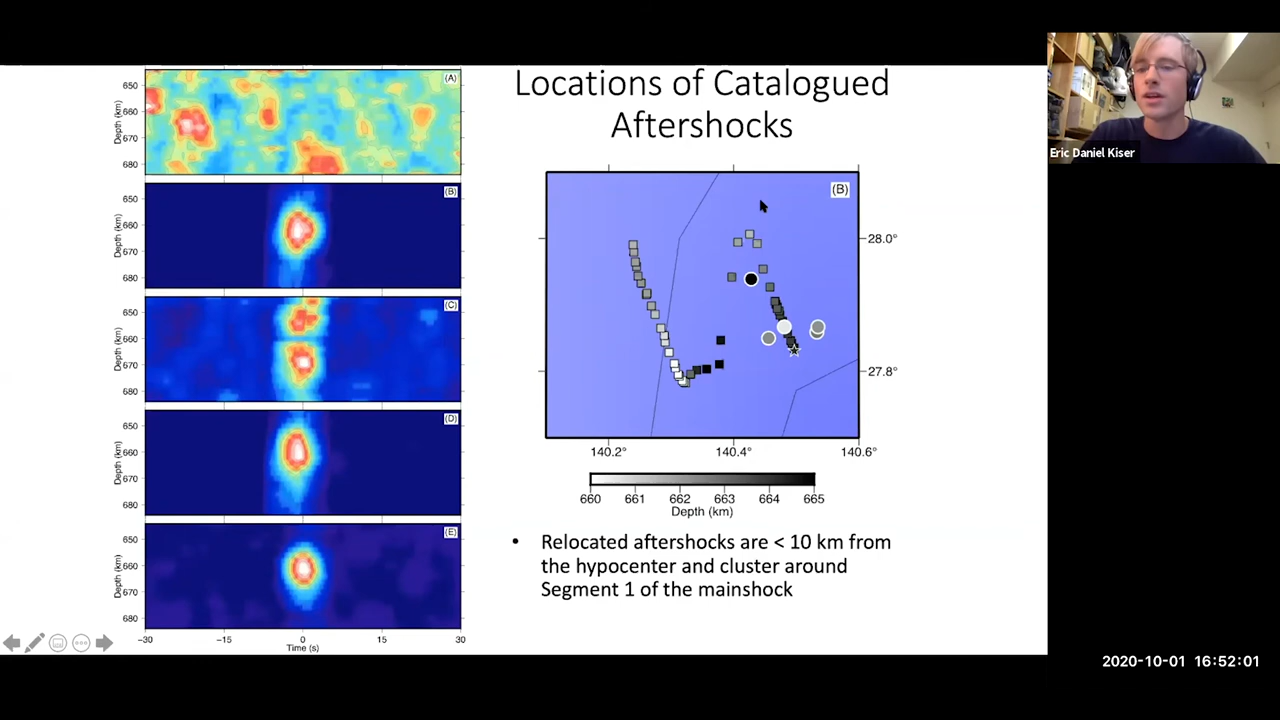 Locations of Catalogued
Aftershocks
Eric Daniel Kiser
(A)
Depth (km)
650
660
670
680
(B)
Depth (km)
650
660
670
680
(C)
Depth (km)
650
660
670
680
(D)
Depth (km)
650
660
670
680
(E)
Depth (km)
650
660
670
680
−30
−15
0
15
30
Time (s)
(B)
28.0°
27.8°
140.2°
140.4°
140.6°
660
661
662
663
664
665
Depth (km)
• Relocated aftershocks are < 10 km from
the hypocenter and cluster around
Segment 1 of the mainshock
2020-10-01 16:52:01